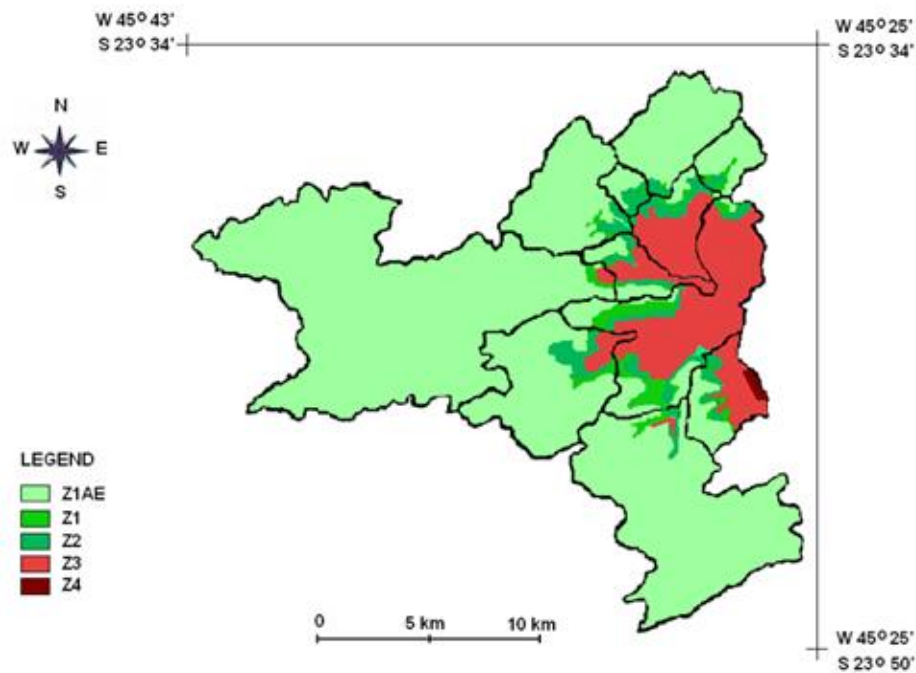 W 45º 43'
S 23º 34'
W 45º 25'
S 23º 34'
N
W E
S
LEGEND
Z1AE
Z1
Z2
Z3
Z4
0 5 km 10 km
W 45º 25'
S 23º 50'